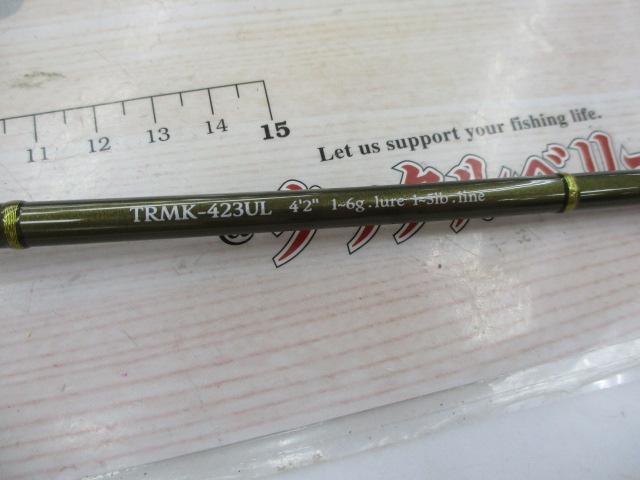 11 12 13 14 15
Let us support your fishing life.
TRMK-423UL 4'2" 1~6g.lure 1~3lb.line